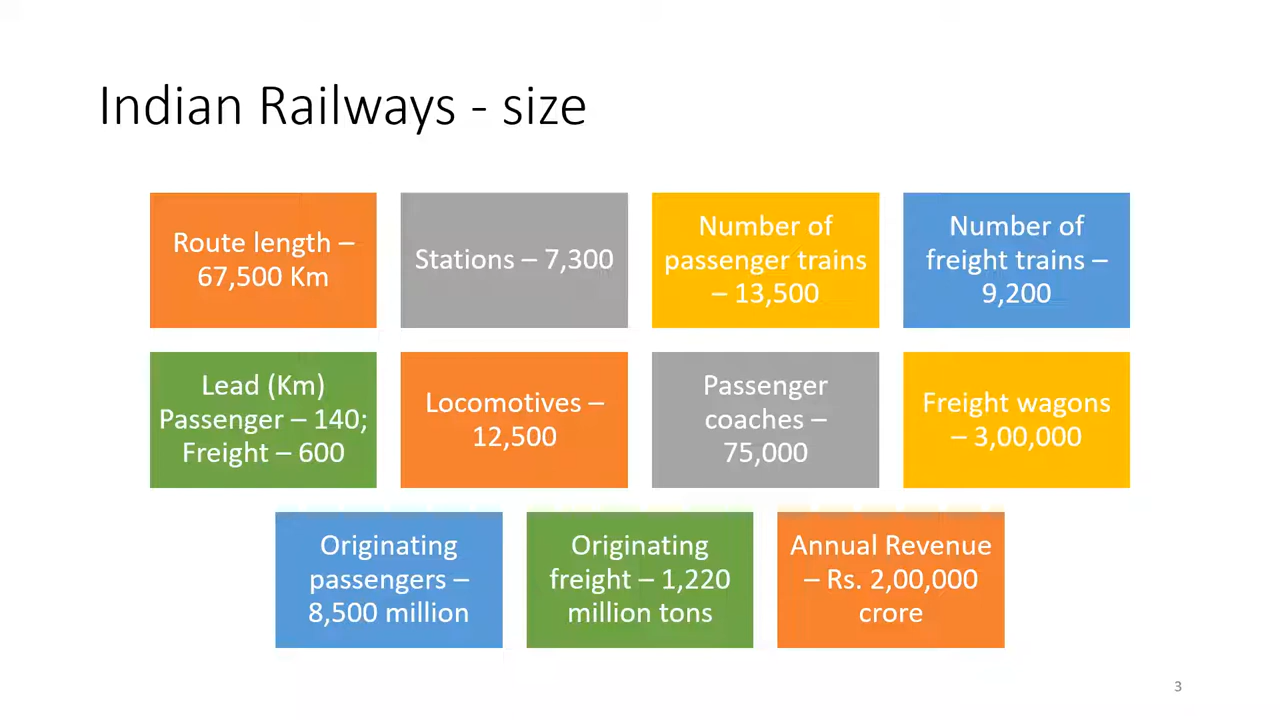 Indian Railways - size
Route length –
67,500 Km
Stations – 7,300
Number of
passenger trains
– 13,500
Number of
freight trains –
9,200
Lead (Km)
Passenger – 140;
Freight – 600
Locomotives –
12,500
Passenger
coaches –
75,000
Freight wagons
– 3,00,000
Originating
passengers –
8,500 million
Originating
freight – 1,220
million tons
Annual Revenue
– Rs. 2,00,000
crore
3